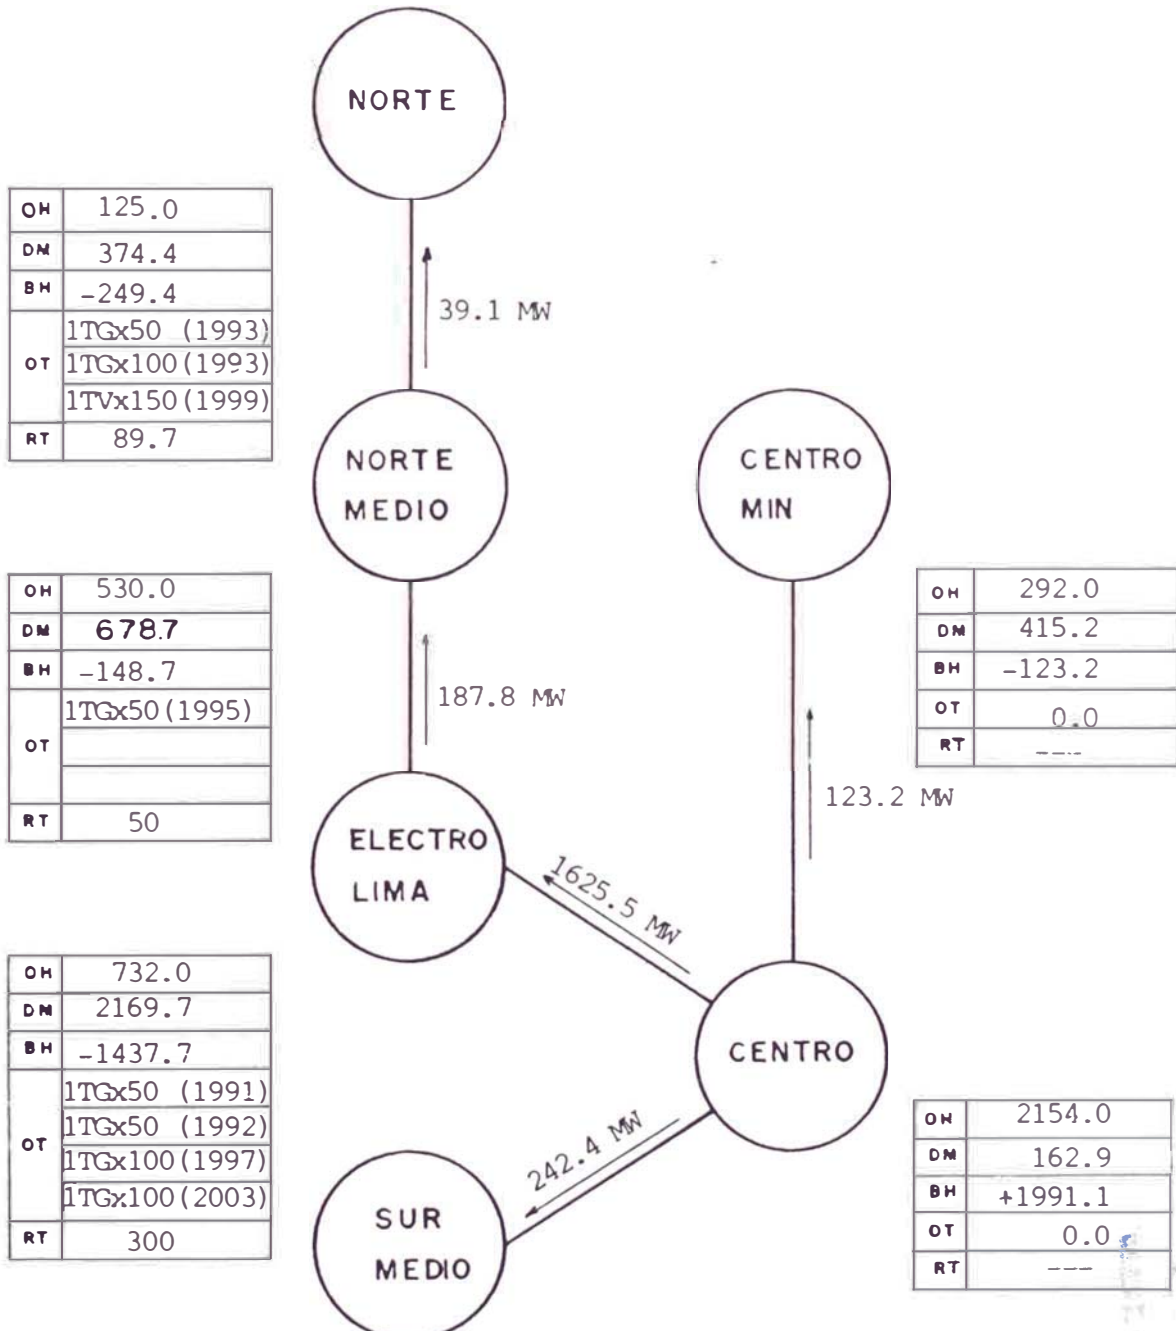 NORTE
OH 125.0
DM 374.4
BH -249.4
OT 1TGx50 (1993)
1TGx100(1993)
1TVx150(1999)
RT 89.7
39.1 MW
NORTE
MEDIO
CENTRO
MIN
OH 530.0
DM 678.7
BH -148.7
OT 1TGx50(1995)
RT 50
187.8 MW
OH 292.0
DM 415.2
BH -123.2
OT 0.0
RT ---
123.2 MW
ELECTRO
LIMA
1625.5 MW
OH 732.0
DM 2169.7
BH -1437.7
OT 1TGx50 (1991)
1TGx50 (1992)
1TGx100(1997)
1TGx100(2003)
RT 300
CENTRO
242.4 MW
SUR
MEDIO
OH 2154.0
DM 162.9
BH +1991.1
OT 0.0
RT ---